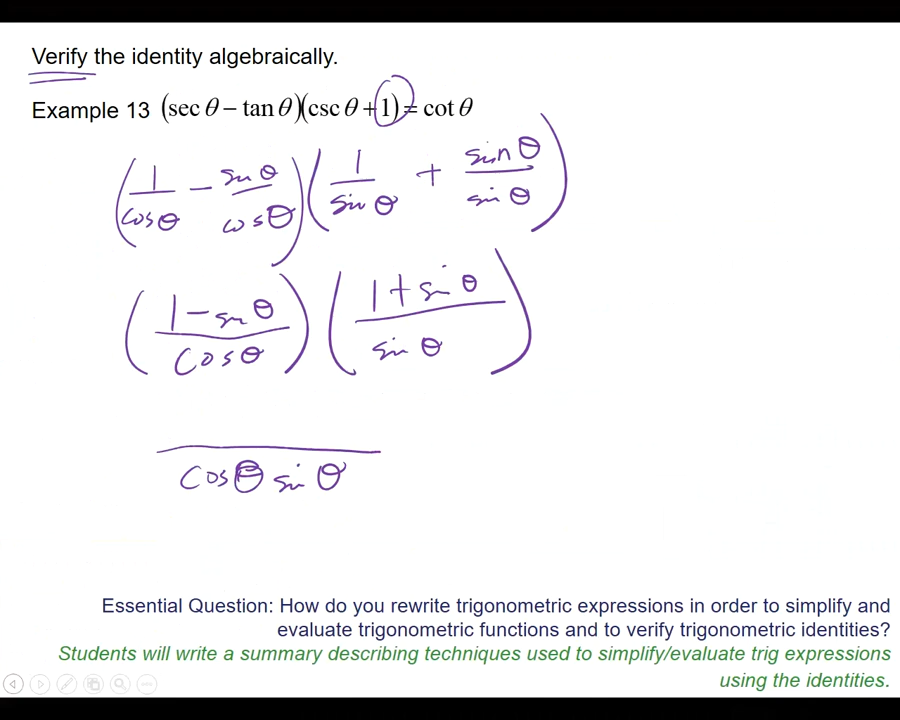 Verify the identity algebraically.
Example 13 (sec θ − tan θ)(csc θ + 1) = cot θ
(1/cos θ − sin θ/cos θ)(1/sin θ + sin θ/sin θ)
(1 − sin θ/cos θ)(1 + sin θ/sin θ)
cos θ sin θ
Essential Question: How do you rewrite trigonometric expressions in order to simplify and
evaluate trigonometric functions and to verify trigonometric identities?
Students will write a summary describing techniques used to simplify/evaluate trig expressions
using the identities.